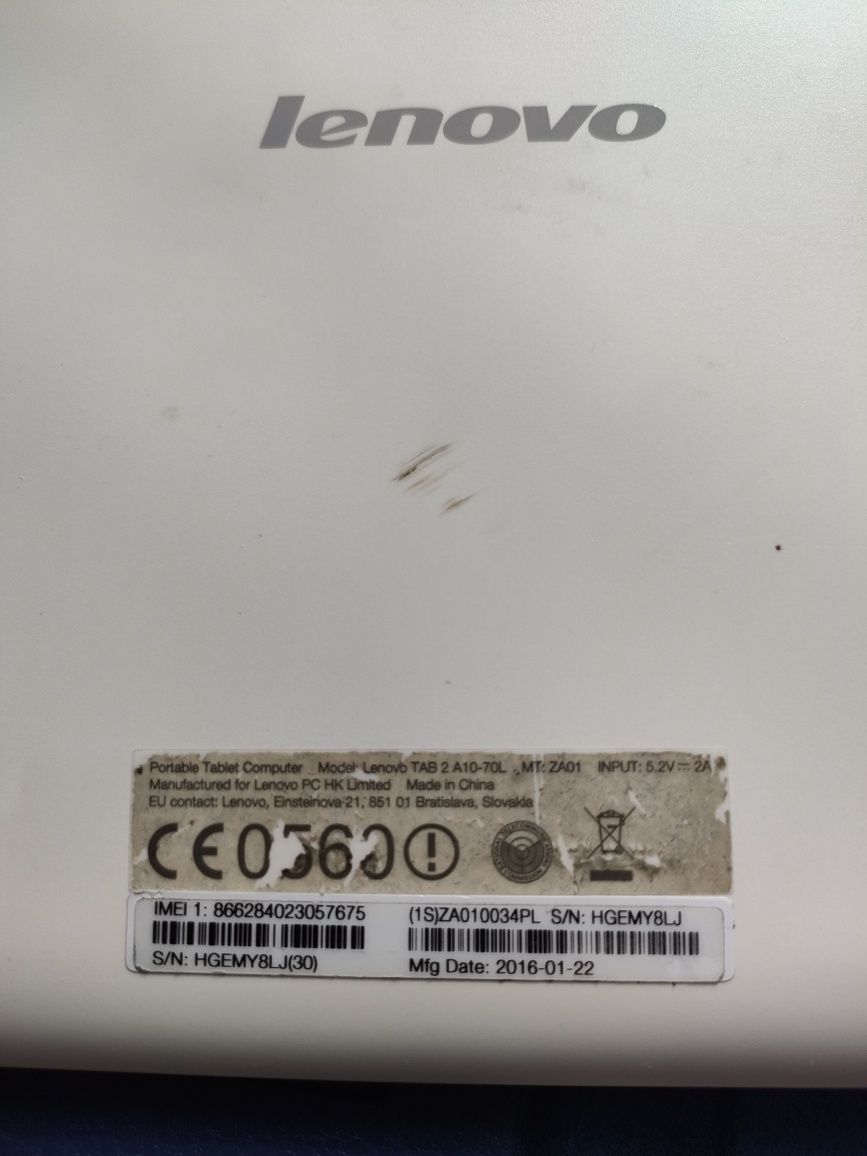 lenovo
Portable Tablet Computer Model: Lenovo TAB 2 A10-70L MT: ZA01 INPUT: 5.2V⎓2A
Manufactured for Lenovo PC HK Limited Made in China
EU contact: Lenovo, Einsteinova 21, 851 01 Bratislava, Slovakia
CE0560
IMEI 1: 866284023057675 (1S)ZA010034PL S/N: HGEMY8LJ
S/N: HGEMY8LJ(30) Mfg Date: 2016-01-22